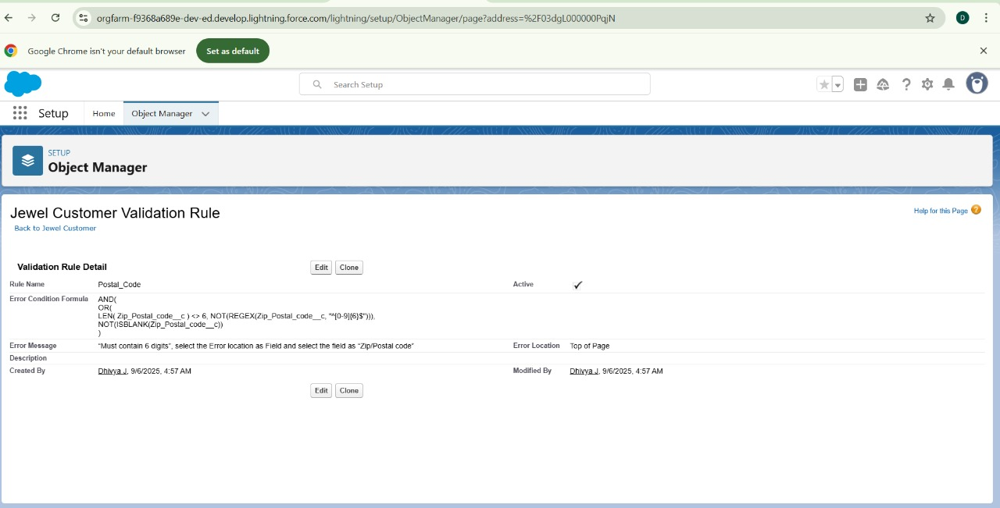 orgfarm-f9368a689e-dev-ed.develop.lightning.force.com/lightning/setup/ObjectManager/page?address=%2F03dgL000000PqjN
D
Google Chrome isn't your default browser
Set as default
Search Setup
Setup
Home
Object Manager
SETUP
Object Manager
Jewel Customer Validation Rule
Help for this Page
Back to Jewel Customer
Validation Rule Detail
Edit
Clone
Rule Name
Postal_Code
Active
Error Condition Formula
AND(
OR(
LEN( Zip_Postal_code__c ) <> 6, NOT(REGEX(Zip_Postal_code__c, "^[0-9]{6}$"))),
NOT(ISBLANK(Zip_Postal_code__c))
)
Error Message
“Must contain 6 digits”, select the Error location as Field and select the field as “Zip/Postal code”
Error Location
Top of Page
Description
Created By
Dhivya J, 9/6/2025, 4:57 AM
Modified By
Dhivya J, 9/6/2025, 4:57 AM
Edit
Clone